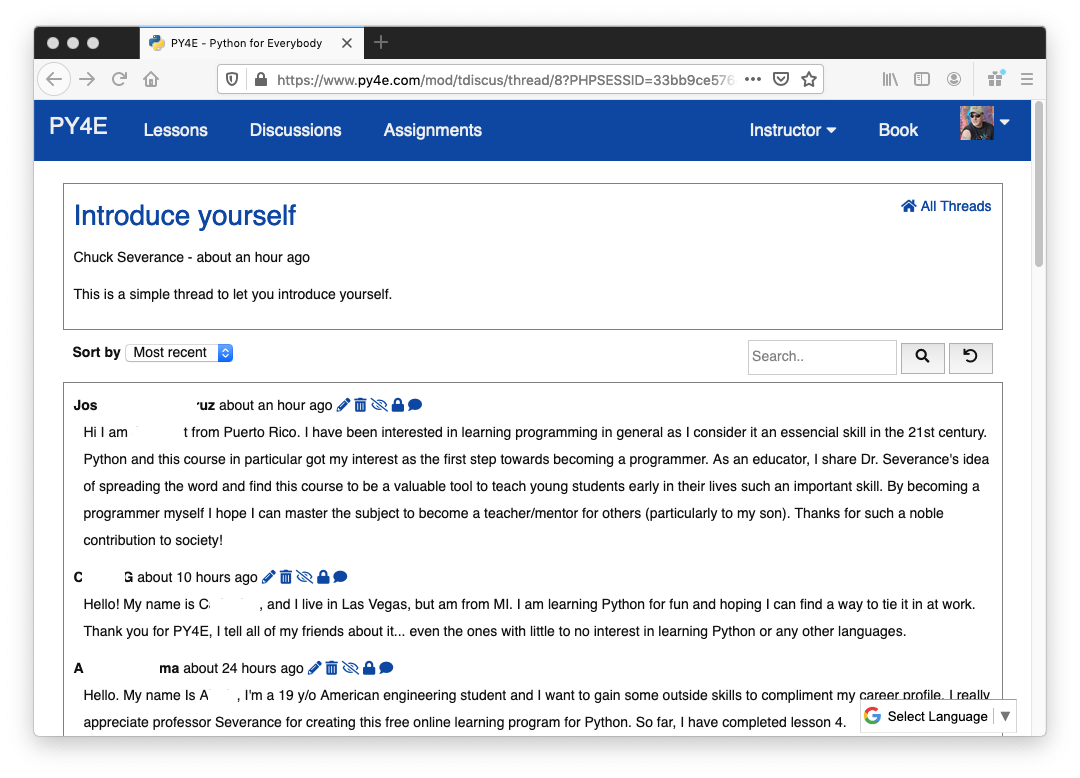 PY4E - Python for Everybody
https://www.py4e.com/mod/tdiscus/thread/8?PHPSESSID=33bb9ce576
PY4E Lessons Discussions Assignments Instructor Book
Introduce yourself
All Threads
Chuck Severance - about an hour ago
This is a simple thread to let you introduce yourself.
Sort by Most recent Search..
Jos ruz about an hour ago
Hi I am t from Puerto Rico. I have been interested in learning programming in general as I consider it an essencial skill in the 21st century.
Python and this course in particular got my interest as the first step towards becoming a programmer. As an educator, I share Dr. Severance's idea
of spreading the word and find this course to be a valuable tool to teach young students early in their lives such an important skill. By becoming a
programmer myself I hope I can master the subject to become a teacher/mentor for others (particularly to my son). Thanks for such a noble
contribution to society!
C G about 10 hours ago
Hello! My name is C , and I live in Las Vegas, but am from MI. I am learning Python for fun and hoping I can find a way to tie it in at work.
Thank you for PY4E, I tell all of my friends about it... even the ones with little to no interest in learning Python or any other languages.
A ma about 24 hours ago
Hello. My name Is A , I'm a 19 y/o American engineering student and I want to gain some outside skills to compliment my career profile. I really
appreciate professor Severance for creating this free online learning program for Python. So far, I have completed lesson 4.
Select Language